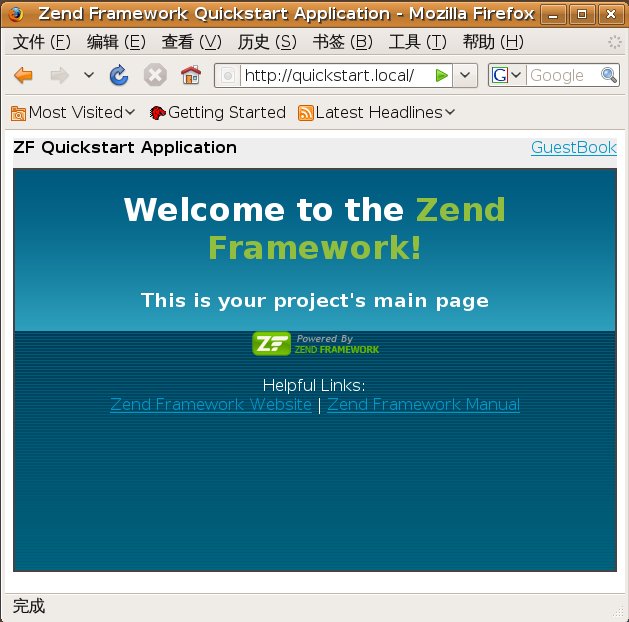 Zend Framework Quickstart Application - Mozilla Firefox
文件 (F) 编辑 (E) 查看 (V) 历史 (S) 书签 (B) 工具 (T) 帮助 (H)
http://quickstart.local/ G Google
Most Visited Getting Started Latest Headlines
ZF Quickstart Application GuestBook
Welcome to the Zend
Framework!
This is your project's main page
ZF Powered By
ZEND FRAMEWORK
Helpful Links:
Zend Framework Website | Zend Framework Manual
完成